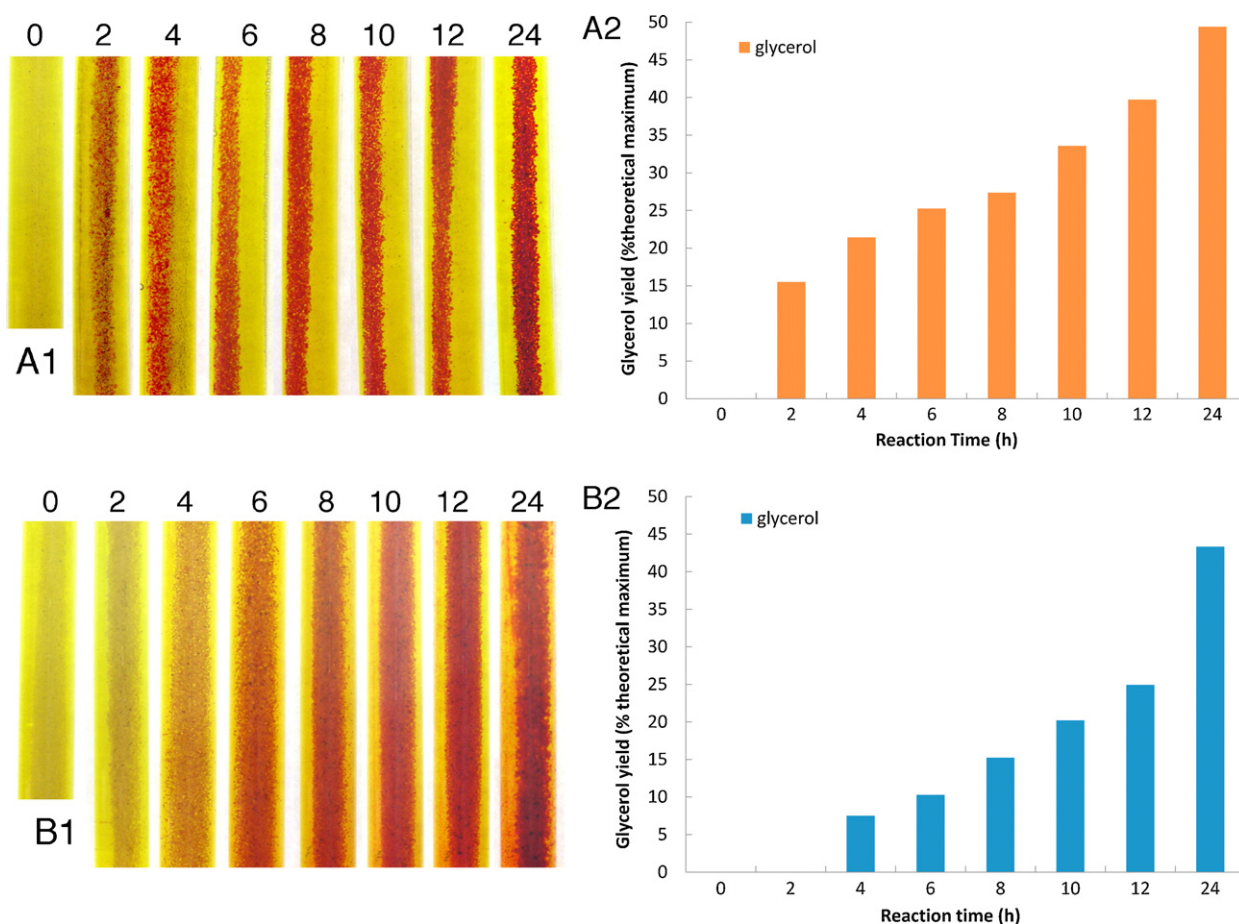 0 2 4 6 8 10 12 24
A1
A2
glycerol
Glycerol yield (%theoretical maximum)
50
45
40
35
30
25
20
15
10
5
0
0 2 4 6 8 10 12 24
Reaction Time (h)
0 2 4 6 8 10 12 24
B1
B2
glycerol
Glycerol yield (% theoretical maximum)
50
45
40
35
30
25
20
15
10
5
0
0 2 4 6 8 10 12 24
Reaction time (h)